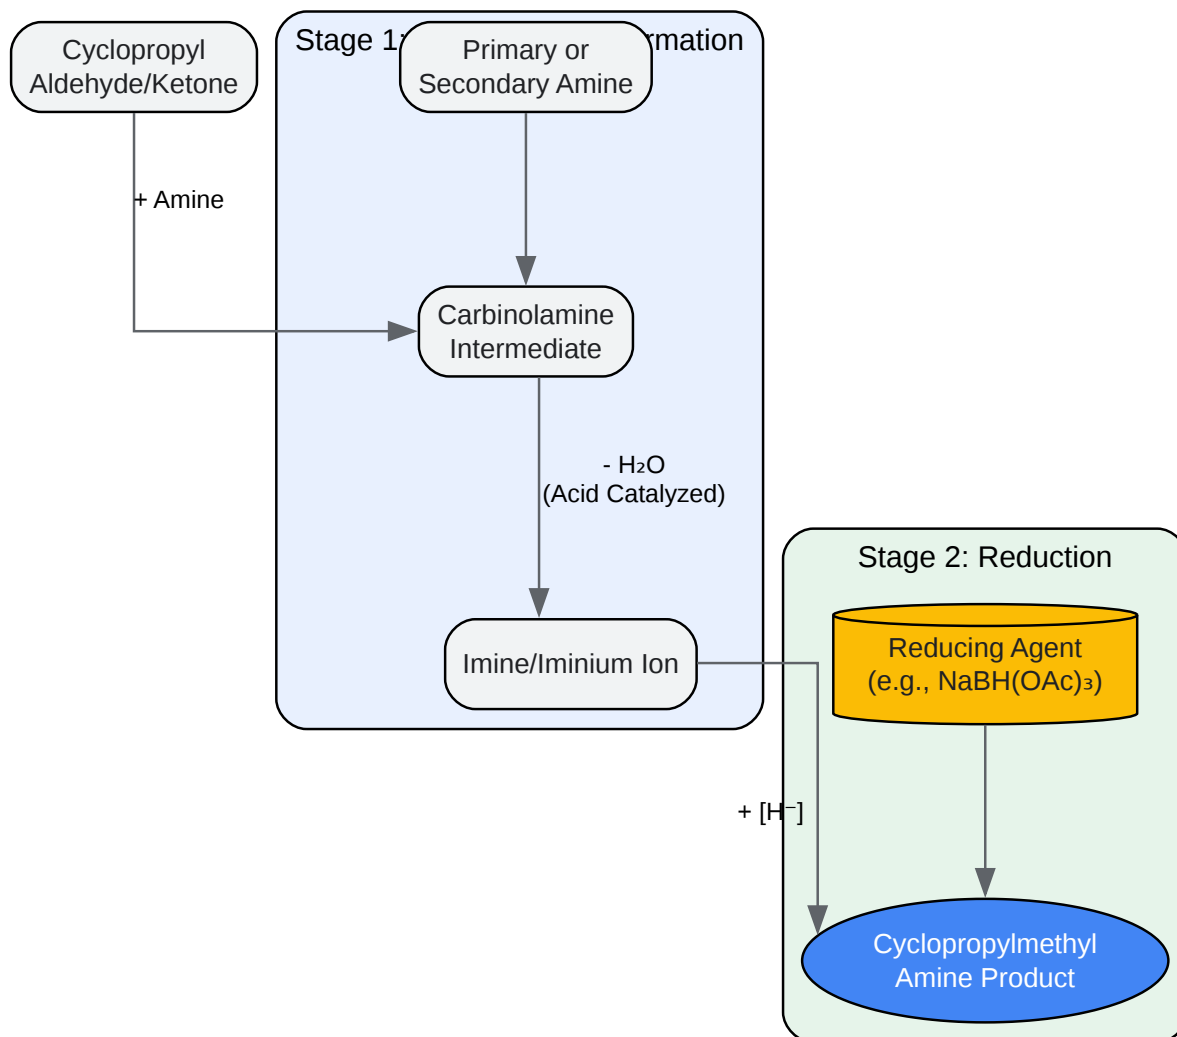 Cyclopropyl
Aldehyde/Ketone
Stage 1:
Primary or
Secondary Amine
+ Amine
Carbinolamine
Intermediate
- H₂O
(Acid Catalyzed)
Imine/Iminium Ion
Stage 2: Reduction
Reducing Agent
(e.g., NaBH(OAc)₃)
+ [H⁻]
Cyclopropylmethyl
Amine Product